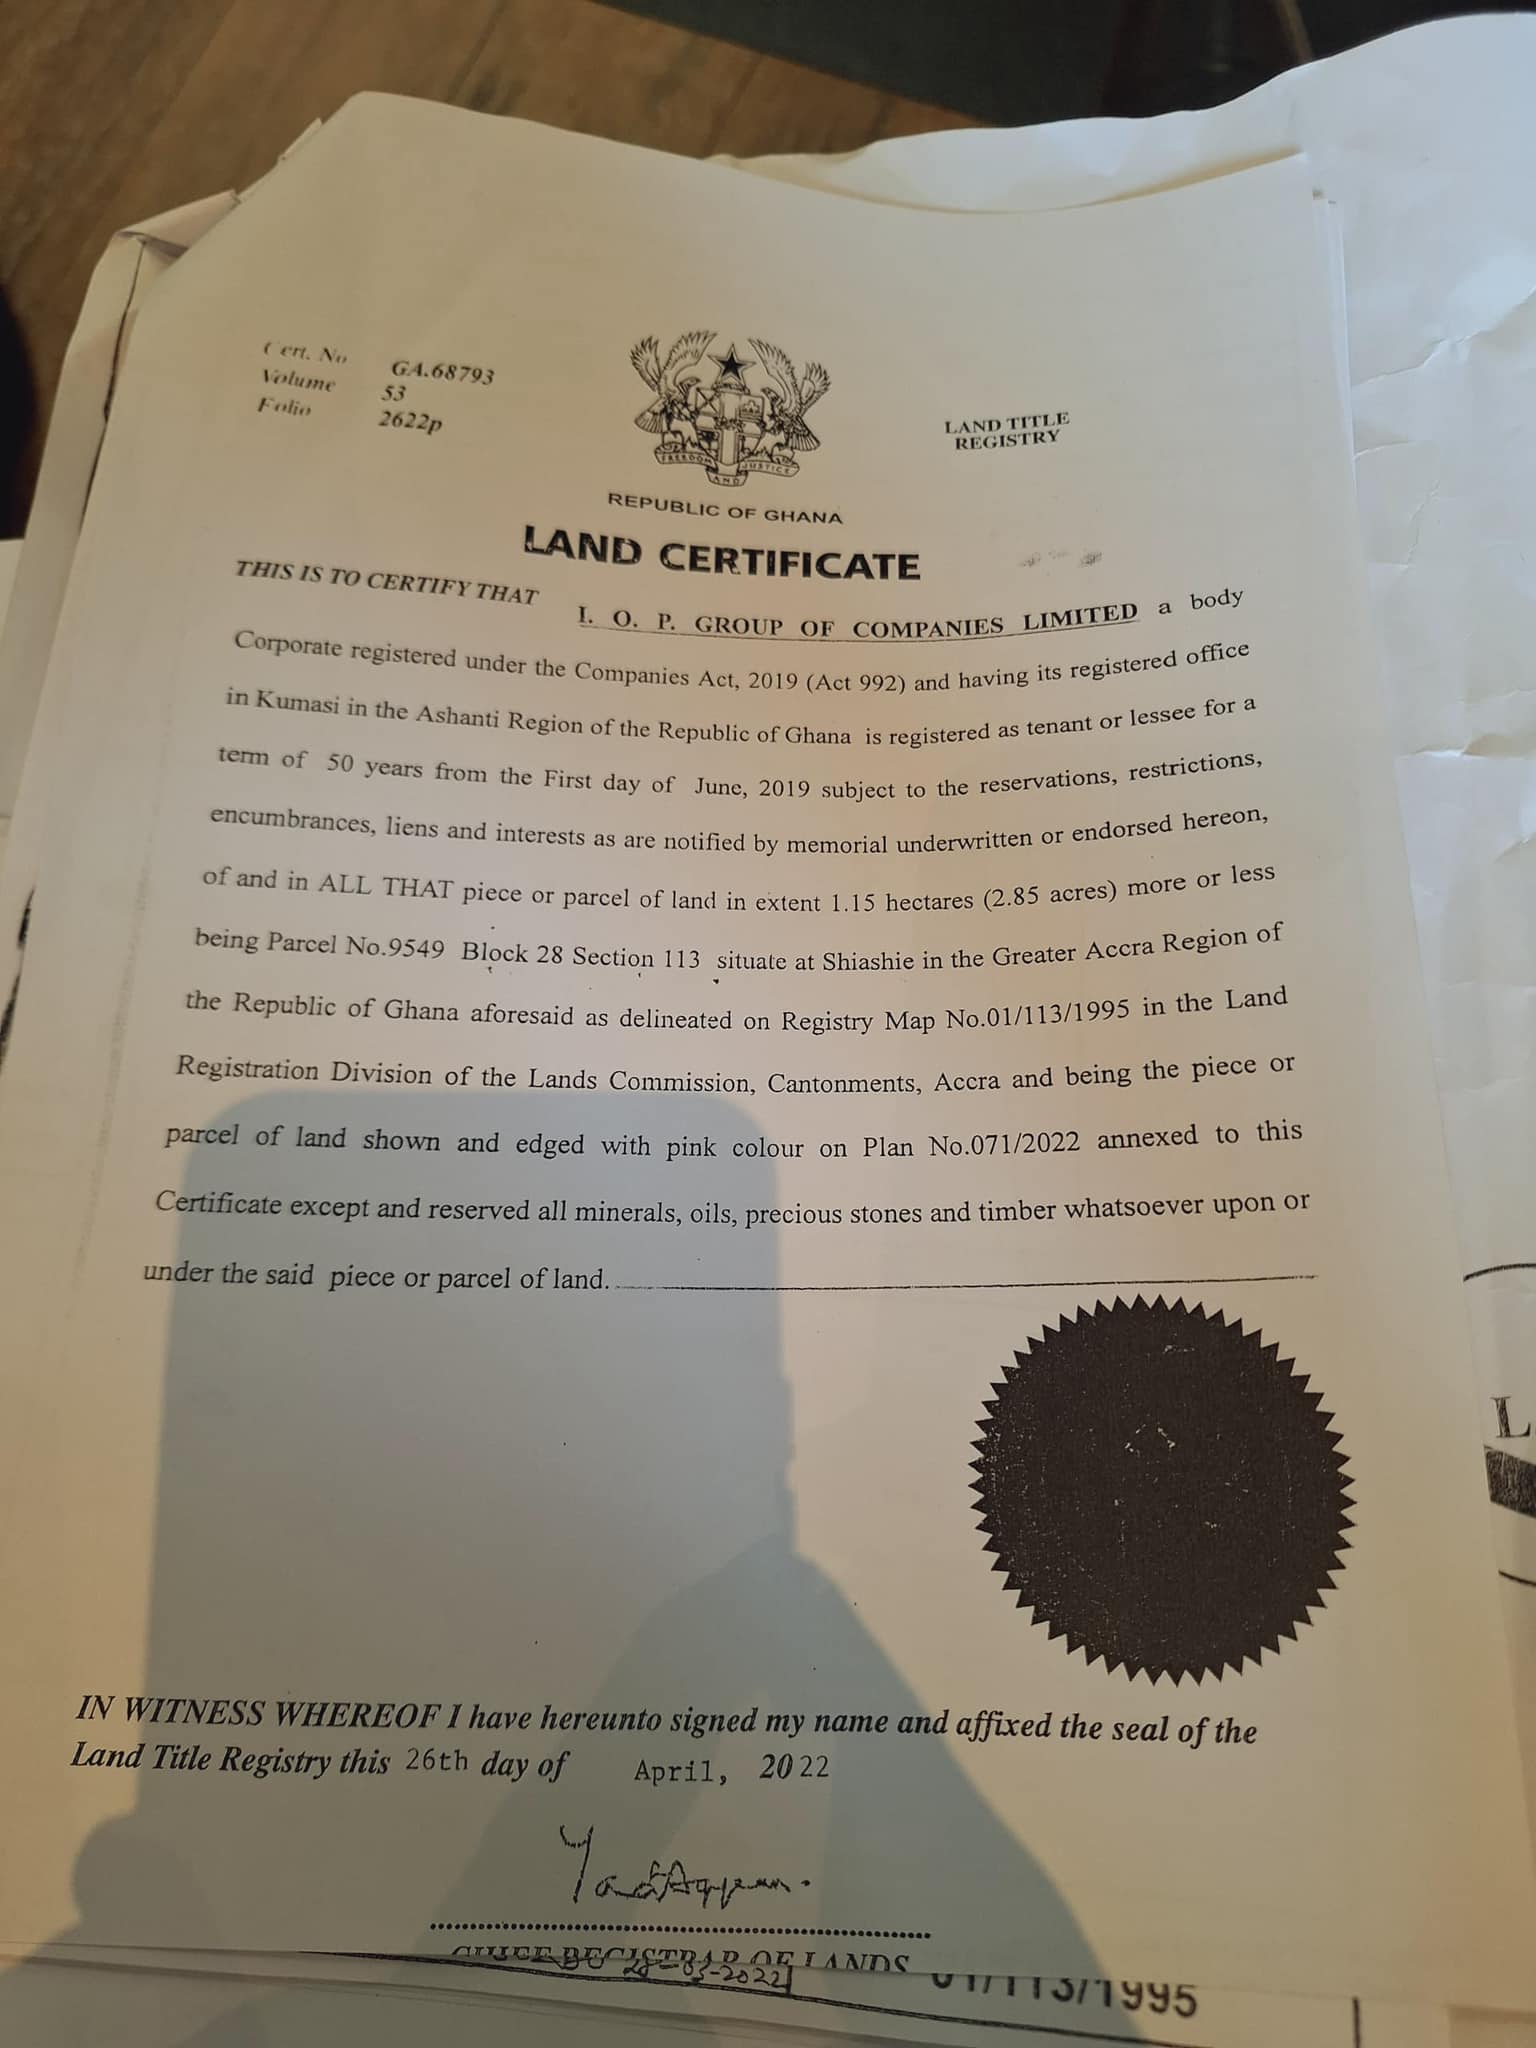 Cert. No GA.68793
Volume 53
Folio 2622p
FREEDOM AND JUSTICE
LAND TITLE
REGISTRY
REPUBLIC OF GHANA
LAND CERTIFICATE
THIS IS TO CERTIFY THAT I. O. P. GROUP OF COMPANIES LIMITED a body
Corporate registered under the Companies Act, 2019 (Act 992) and having its registered office
in Kumasi in the Ashanti Region of the Republic of Ghana is registered as tenant or lessee for a
term of 50 years from the First day of June, 2019 subject to the reservations, restrictions,
encumbrances, liens and interests as are notified by memorial underwritten or endorsed hereon,
of and in ALL THAT piece or parcel of land in extent 1.15 hectares (2.85 acres) more or less
being Parcel No.9549 Block 28 Section 113 situate at Shiashie in the Greater Accra Region of
the Republic of Ghana aforesaid as delineated on Registry Map No.01/113/1995 in the Land
Registration Division of the Lands Commission, Cantonments, Accra and being the piece or
parcel of land shown and edged with pink colour on Plan No.071/2022 annexed to this
Certificate except and reserved all minerals, oils, precious stones and timber whatsoever upon or
under the said piece or parcel of land.
L
IN WITNESS WHEREOF I have hereunto signed my name and affixed the seal of the
Land Title Registry this 26th day of April, 2022
CHIEF REGISTRAR OF LANDS
28-03-2022
01/113/1995